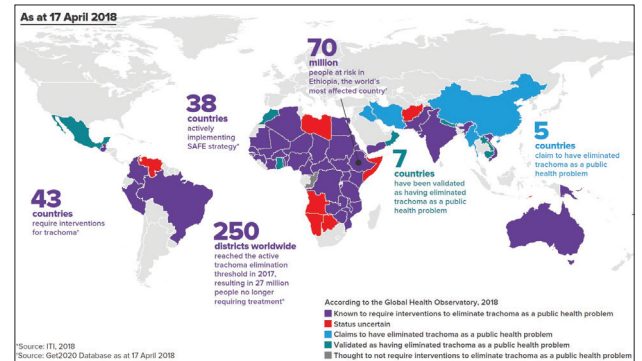 As at 17 April 2018
70
million
people at risk in
Ethiopia, the world's
most affected country*
38
countries
actively
implementing
SAFE strategy*
5
countries
claim to have eliminated
trachoma as a public
health problem
7
countries
have been validated
as having eliminated
trachoma as a public
health problem
43
countries
require interventions
for trachoma*
250
districts worldwide
reached the active
trachoma elimination
threshold in 2017,
resulting in 27 million
people no longer
requiring treatment*
According to the Global Health Observatory, 2018
Known to require interventions to eliminate trachoma as a public health problem
Status uncertain
Claims to have eliminated trachoma as a public health problem
Validated as having eliminated trachoma as a public health problem
Thought to not require interventions to eliminate trachoma as a public health problem
*Source: ITI, 2018
*Source: Get2020 Database as at 17 April 2018